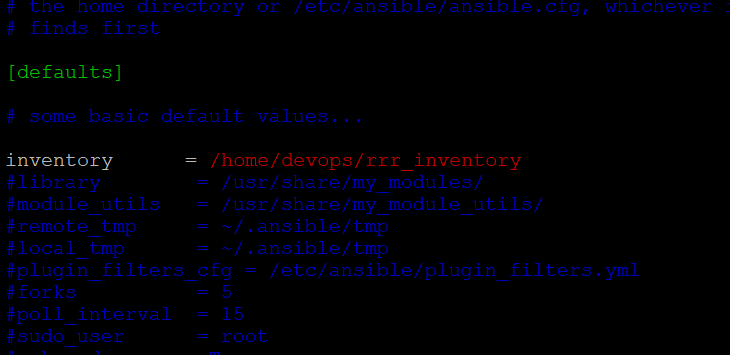 # the home directory or /etc/ansible/ansible.cfg, whichever
# finds first
[defaults]
# some basic default values...
inventory = /home/devops/rrr_inventory
#library = /usr/share/my_modules/
#module_utils = /usr/share/my_module_utils/
#remote_tmp = ~/.ansible/tmp
#local_tmp = ~/.ansible/tmp
#plugin_filters_cfg = /etc/ansible/plugin_filters.yml
#forks = 5
#poll_interval = 15
#sudo_user = root